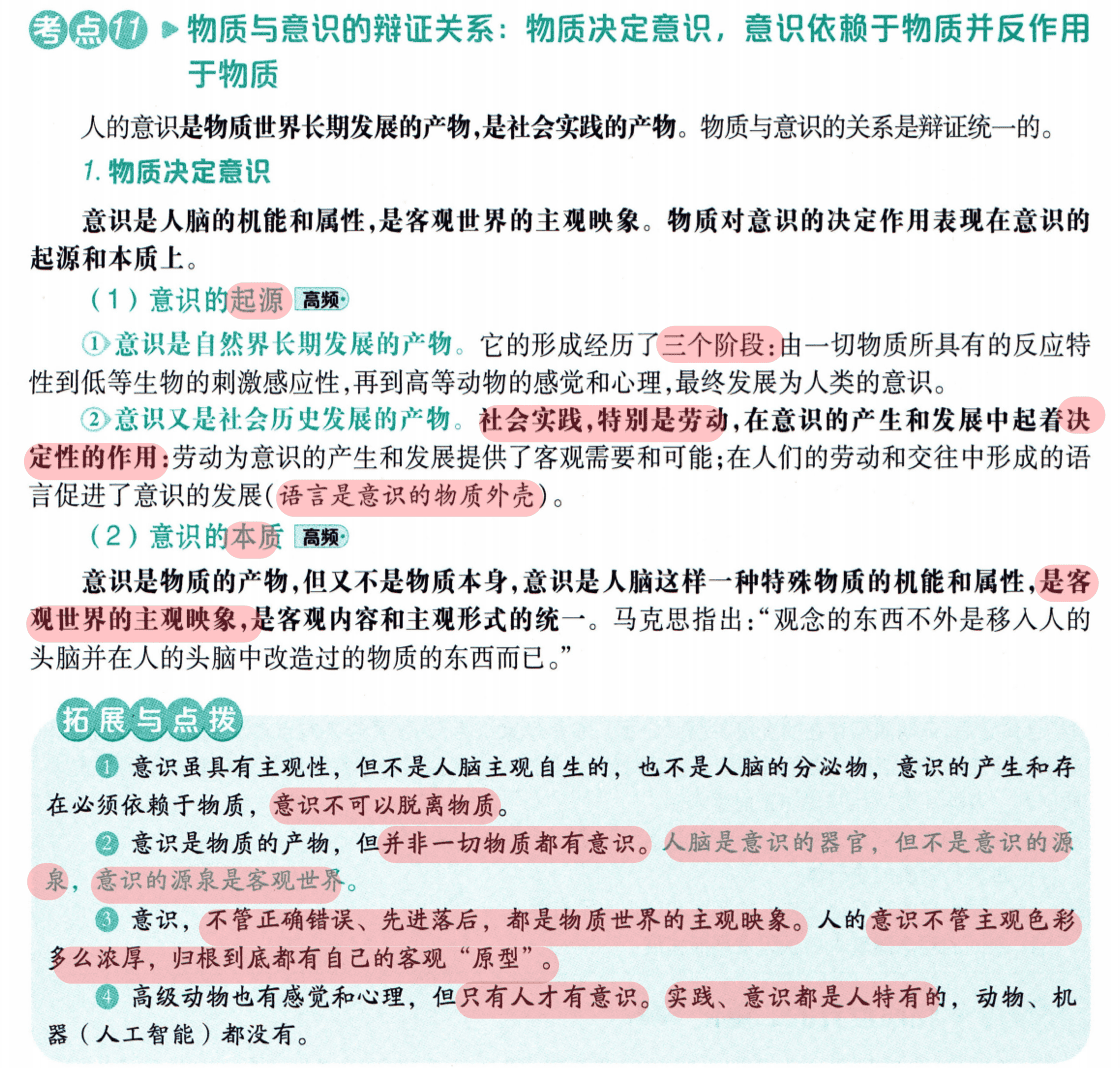 考点11 ▶ 物质与意识的辩证关系：物质决定意识，意识依赖于物质并反作用
于物质
人的意识是物质世界长期发展的产物,是社会实践的产物。物质与意识的关系是辩证统一的。
1. 物质决定意识
意识是人脑的机能和属性,是客观世界的主观映象。物质对意识的决定作用表现在意识的
起源和本质上。
（1）意识的起源 高频
①意识是自然界长期发展的产物。它的形成经历了三个阶段:由一切物质所具有的反应特
性到低等生物的刺激感应性,再到高等动物的感觉和心理,最终发展为人类的意识。
②意识又是社会历史发展的产物。社会实践,特别是劳动,在意识的产生和发展中起着决
定性的作用:劳动为意识的产生和发展提供了客观需要和可能;在人们的劳动和交往中形成的语
言促进了意识的发展(语言是意识的物质外壳)。
（2）意识的本质 高频
意识是物质的产物,但又不是物质本身,意识是人脑这样一种特殊物质的机能和属性,是客
观世界的主观映象,是客观内容和主观形式的统一。马克思指出:“观念的东西不外是移入人的
头脑并在人的头脑中改造过的物质的东西而已。”
拓展与点拨
❶ 意识虽具有主观性，但不是人脑主观自生的，也不是人脑的分泌物，意识的产生和存
在必须依赖于物质，意识不可以脱离物质。
❷ 意识是物质的产物，但并非一切物质都有意识。人脑是意识的器官，但不是意识的源
泉，意识的源泉是客观世界。
❸ 意识，不管正确错误、先进落后，都是物质世界的主观映象。人的意识不管主观色彩
多么浓厚，归根到底都有自己的客观“原型”。
❹ 高级动物也有感觉和心理，但只有人才有意识。实践、意识都是人特有的，动物、机
器（人工智能）都没有。